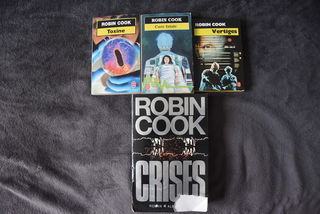 ROBIN COOK
Toxine
ROBIN COOK
Cure fatale
ROBIN COOK
Vertiges
ROBIN
COOK
CRISES